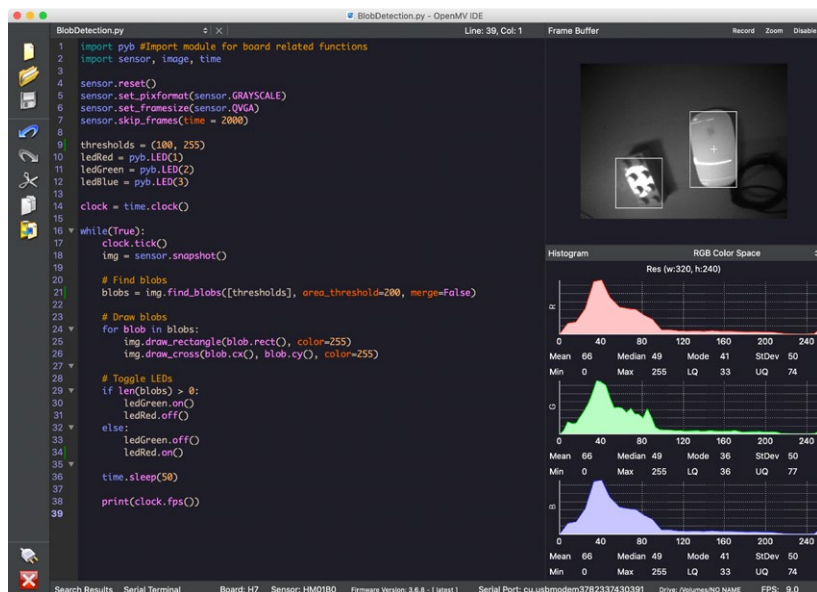 BlobDetection.py - OpenMV IDE
BlobDetection.py
Line: 39, Col: 1
Frame Buffer
Record Zoom Disable
1 import pyb #Import module for board related functions
2 import sensor, image, time
3
4 sensor.reset()
5 sensor.set_pixformat(sensor.GRAYSCALE)
6 sensor.set_framesize(sensor.QVGA)
7 sensor.skip_frames(time = 2000)
8
9 thresholds = (100, 255)
10 ledRed = pyb.LED(1)
11 ledGreen = pyb.LED(2)
12 ledBlue = pyb.LED(3)
13
14 clock = time.clock()
15
16 while(True):
17 clock.tick()
18 img = sensor.snapshot()
19
20 # Find blobs
21 blobs = img.find_blobs([thresholds], area_threshold=200, merge=False)
22
23 # Draw blobs
24 for blob in blobs:
25 img.draw_rectangle(blob.rect(), color=255)
26 img.draw_cross(blob.cx(), blob.cy(), color=255)
27
28 # Toggle LEDs
29 if len(blobs) > 0:
30 ledGreen.on()
31 ledRed.off()
32 else:
33 ledGreen.off()
34 ledRed.on()
35
36 time.sleep(50)
37
38 print(clock.fps())
39
Histogram RGB Color Space
Res (w:320, h:240)
R
0 40 80 120 160 200 240
Mean 66 Median 49 Mode 41 StDev 50
Min 0 Max 255 LQ 33 UQ 74
G
0 40 80 120 160 200 240
Mean 66 Median 49 Mode 36 StDev 50
Min 0 Max 255 LQ 36 UQ 77
B
0 40 80 120 160 200 240
Mean 66 Median 49 Mode 41 StDev 50
Min 0 Max 255 LQ 33 UQ 74
Search Results Serial Terminal Board: H7 Sensor: HM01B0 Firmware Version: 3.6.8 - [ latest ] Serial Port: cu.usbmodem3782337430391 Drive: /Volumes/NO NAME FPS: 9.0